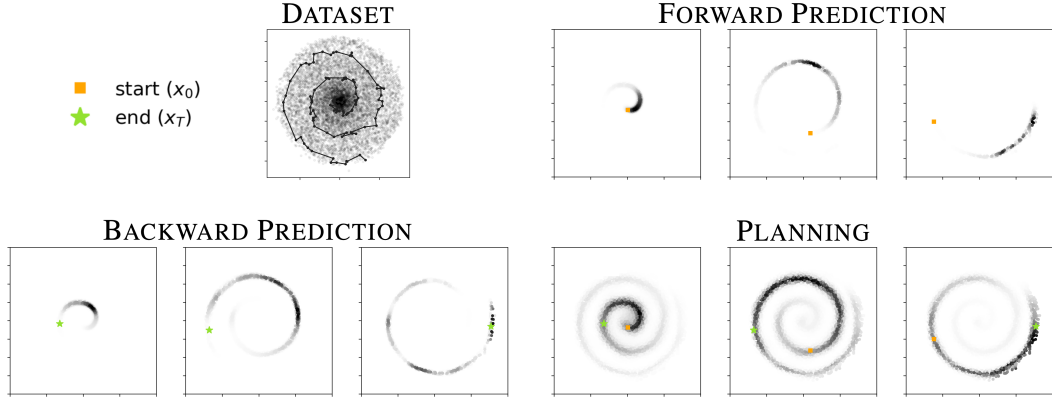 DATASET
FORWARD PREDICTION
start (x₀)
end (x_T)
BACKWARD PREDICTION
PLANNING